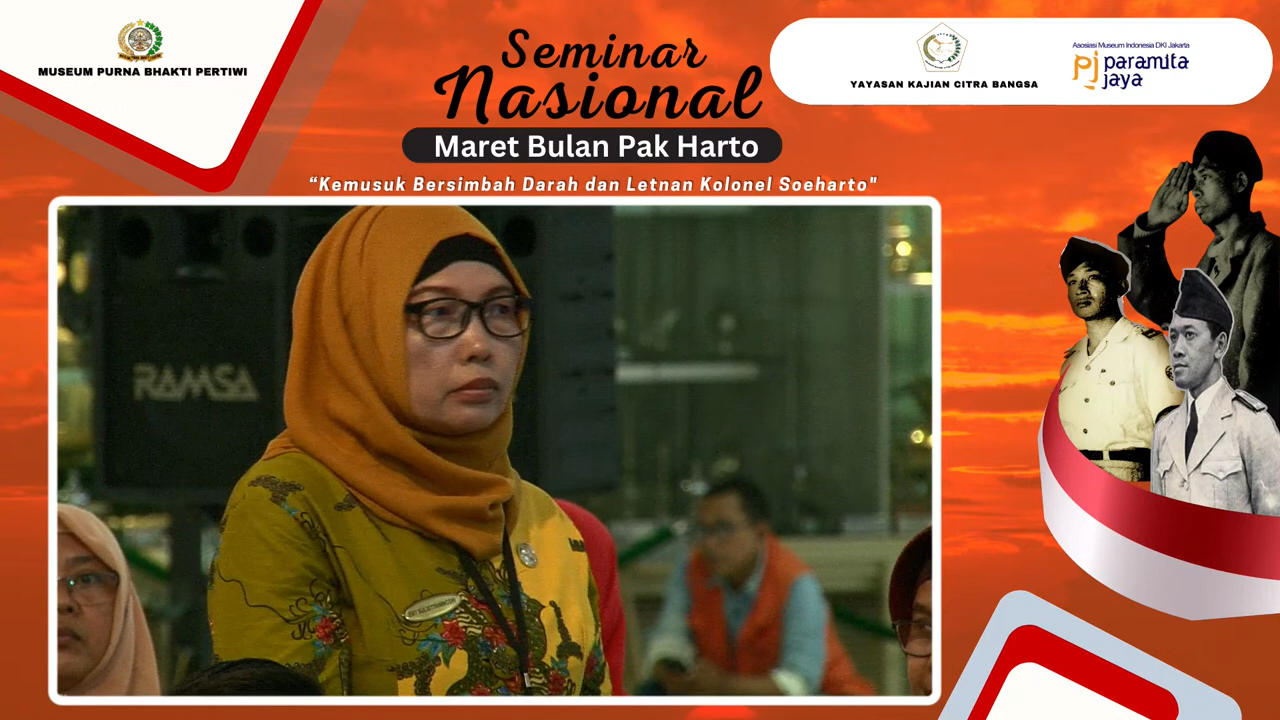 MUSEUM PURNA BHAKTI PERTIWI
Seminar
Nasional
Maret Bulan Pak Harto
“Kemusuk Bersimbah Darah dan Letnan Kolonel Soeharto"
YAYASAN KAJIAN CITRA BANGSA
Asosiasi Museum Indonesia DKI Jakarta
pj paramita
jaya
RAMSA